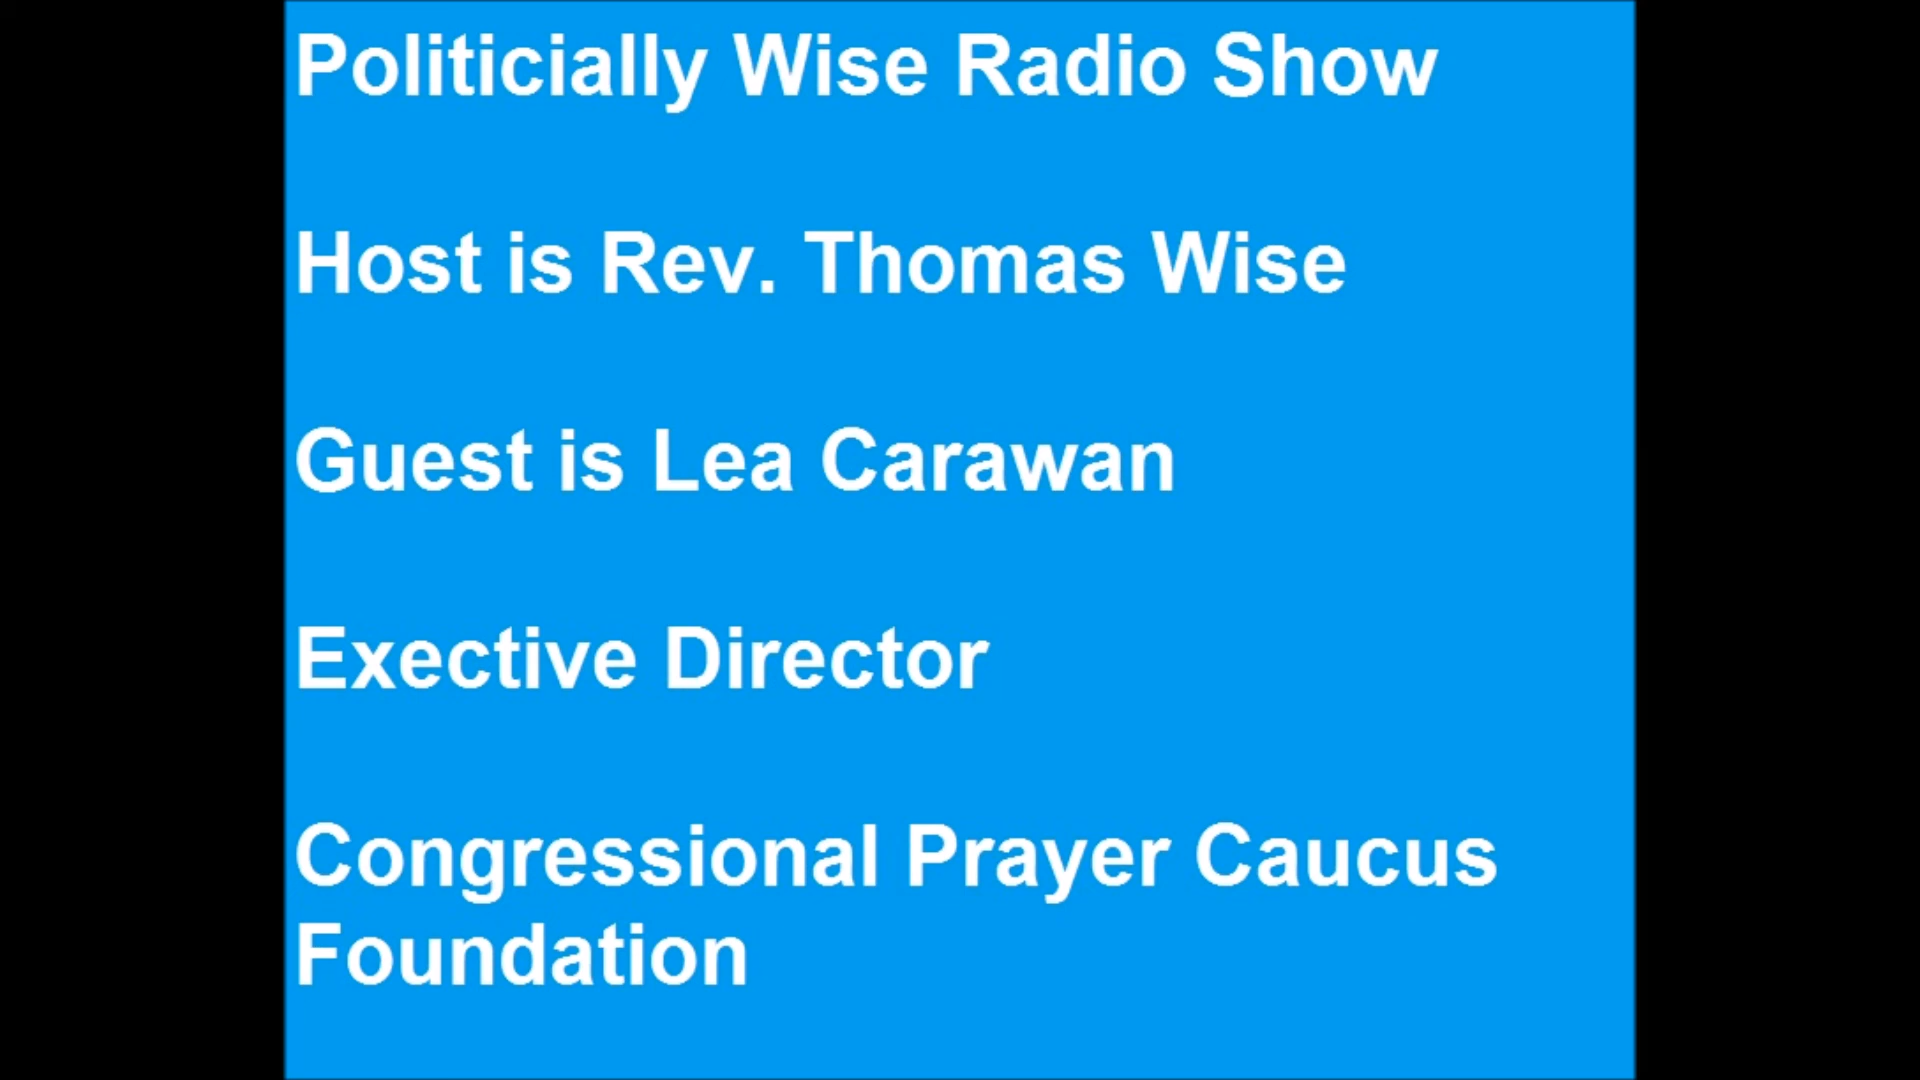 Politicially Wise Radio Show
Host is Rev. Thomas Wise
Guest is Lea Carawan
Exective Director
Congressional Prayer Caucus
Foundation